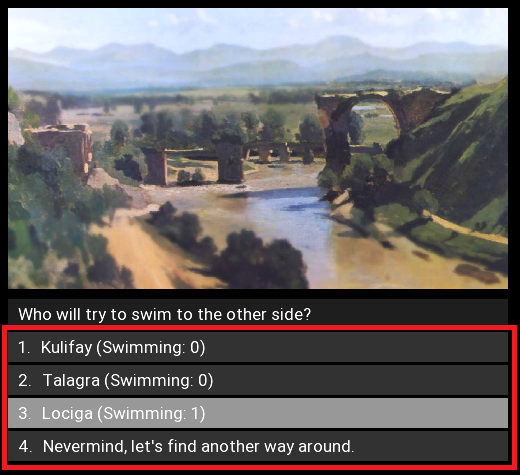 Who will try to swim to the other side?
1. Kulifay (Swimming: 0)
2. Talagra (Swimming: 0)
3. Lociga (Swimming: 1)
4. Nevermind, let's find another way around.